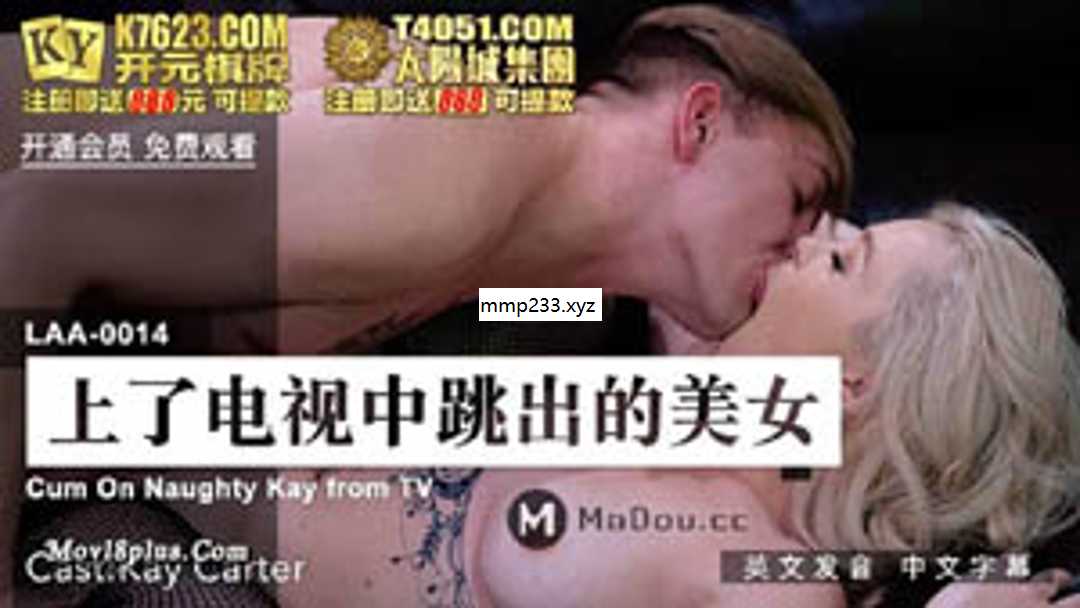 KY K7623.COM
开元棋牌
注册即送888元 可提款
T4051.COM
太陽城集團
注册即送 可提款
开通会员 免费观看
mmp233.xyz
LAA-0014
上了电视中跳出的美女
Cum On Naughty Kay from TV
M MaDou.cc
Mov18plus.Com
Cast:Kay Carter
英文发音 中文字幕